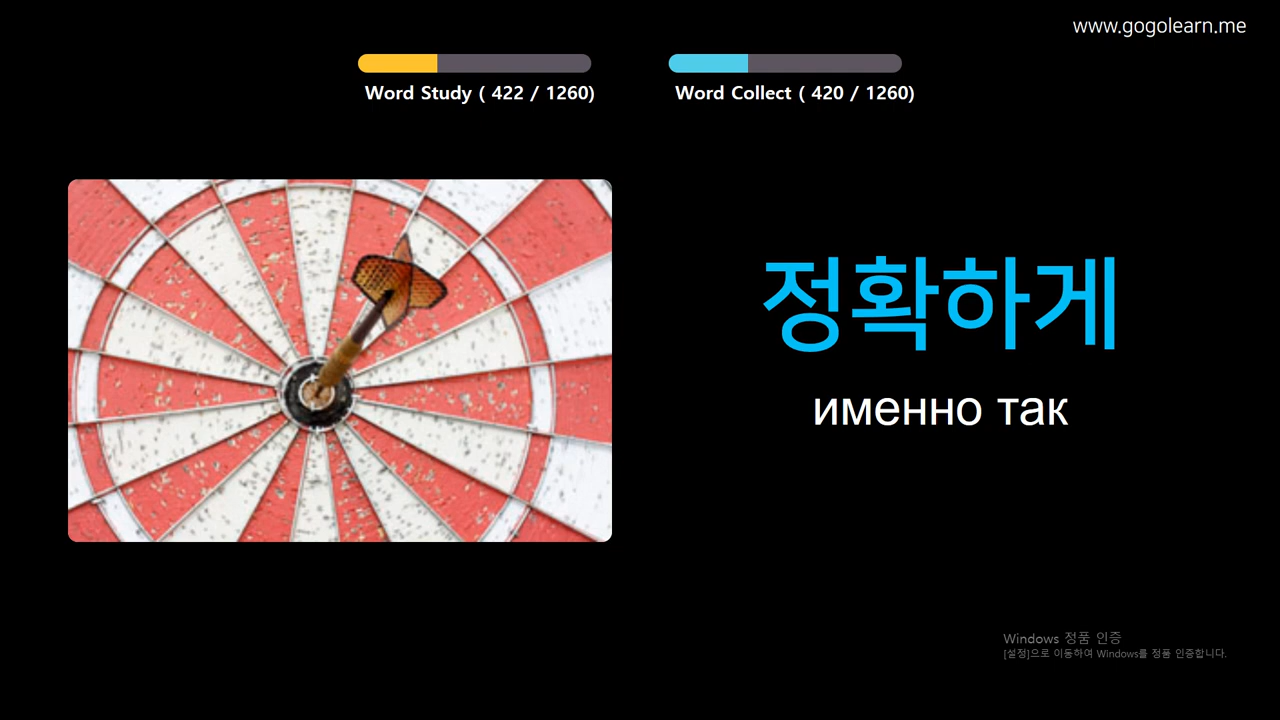 www.gogolearn.me
Word Study ( 422 / 1260)
Word Collect ( 420 / 1260)
정확하게
именно так
Windows 정품 인증
[설정]으로 이동하여 Windows를 정품 인증합니다.